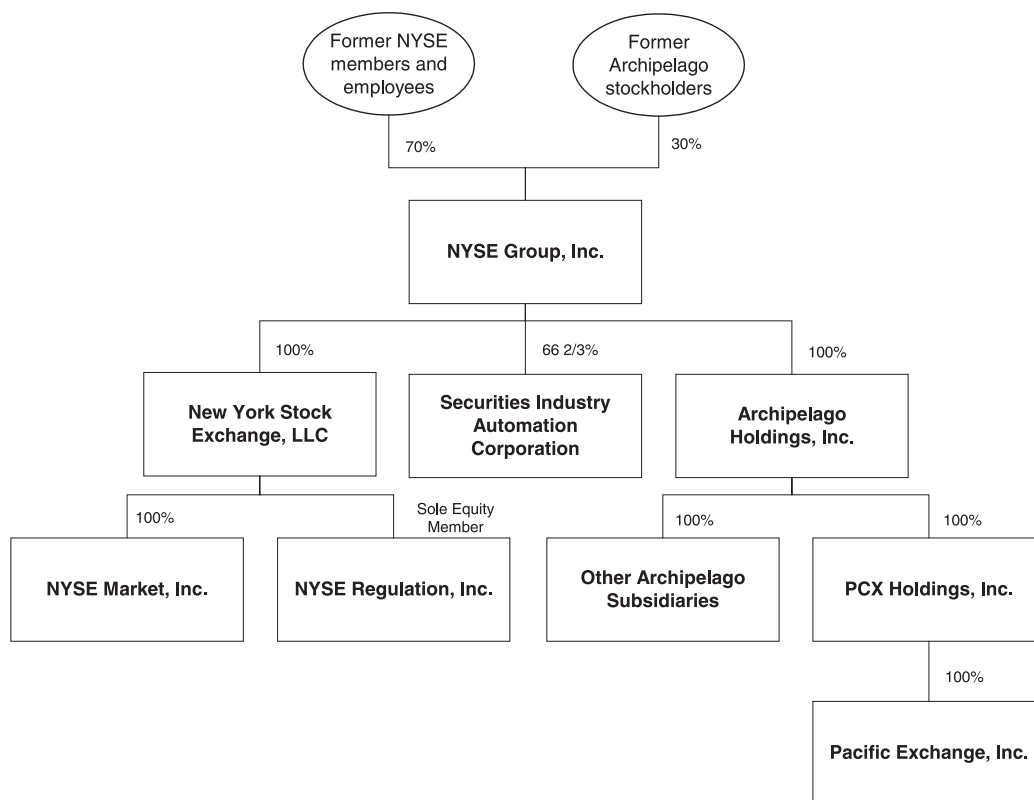 Former NYSE
members and
employees
Former
Archipelago
stockholders
70%
30%
NYSE Group, Inc.
100%
66 2/3%
100%
New York Stock
Exchange, LLC
Securities Industry
Automation
Corporation
Archipelago
Holdings, Inc.
100%
Sole Equity
Member
100%
100%
NYSE Market, Inc.
NYSE Regulation, Inc.
Other Archipelago
Subsidiaries
PCX Holdings, Inc.
100%
Pacific Exchange, Inc.